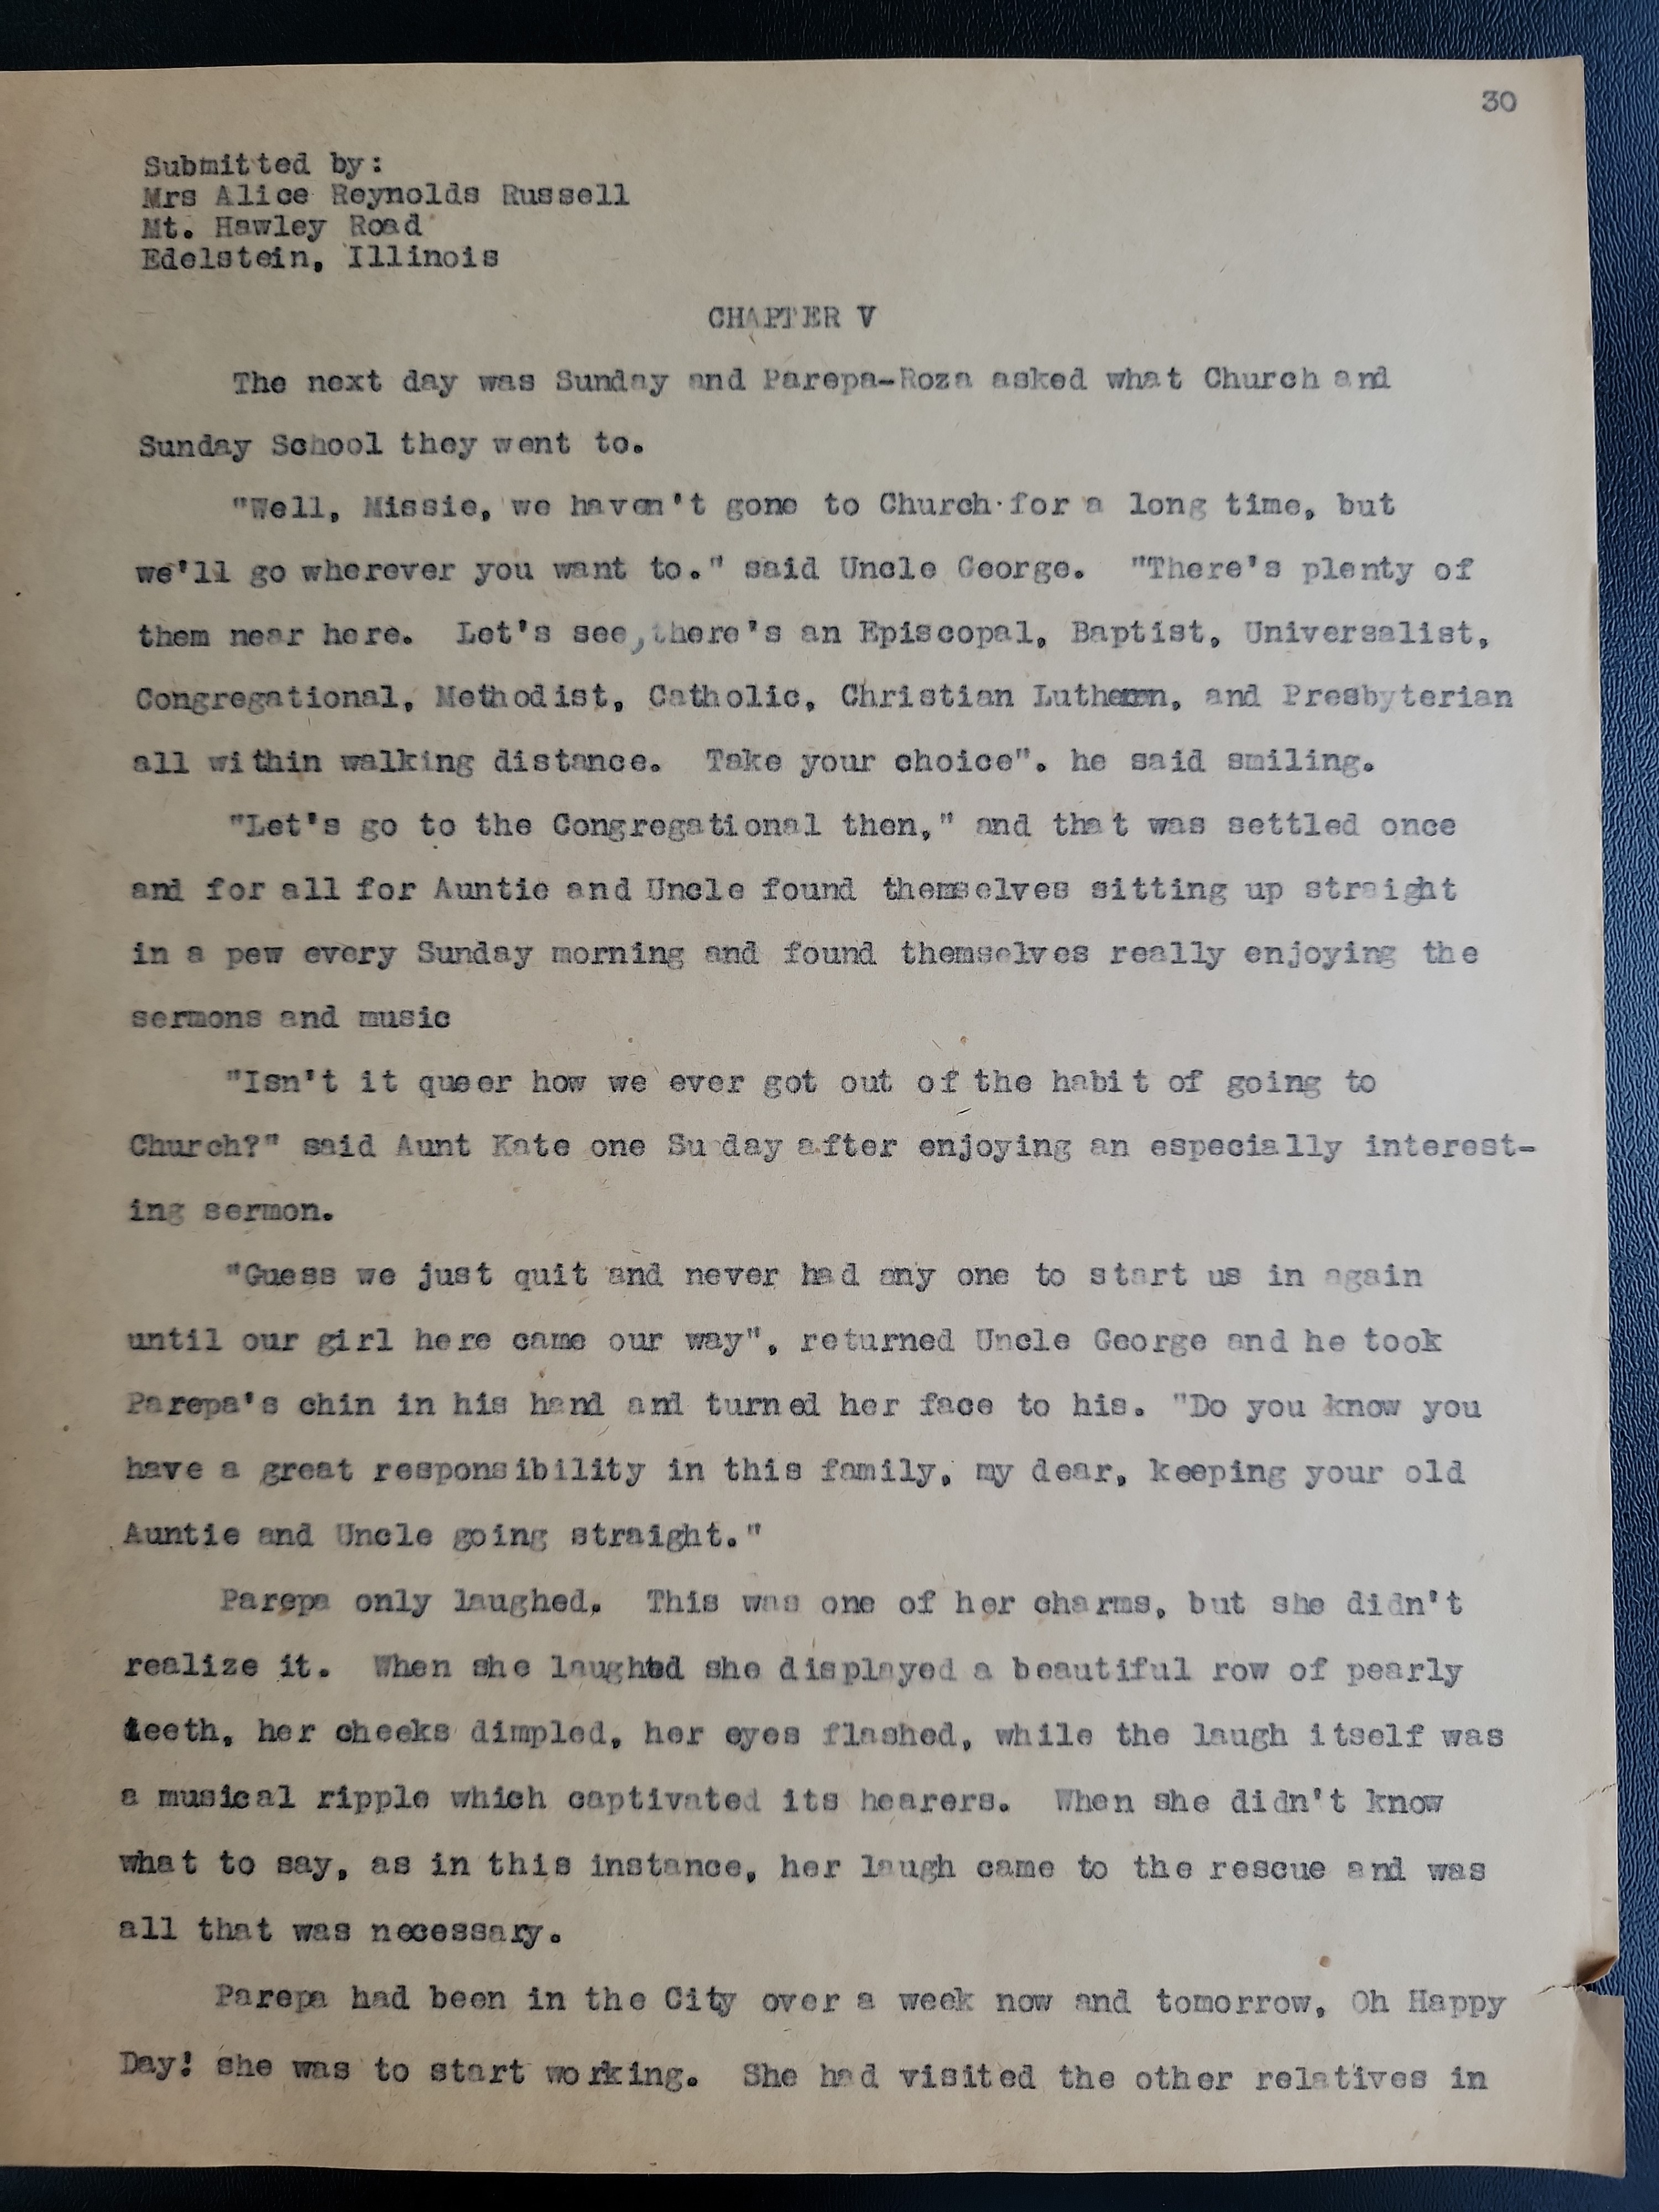 30
Submitted by:
Mrs Alice Reynolds Russell
Mt. Hawley Road
Edelstein, Illinois
CHAPTER V
The next day was Sunday and Parepa-Roza asked what Church and
Sunday School they went to.
"Well, Missie, we haven't gone to Church for a long time, but
we'll go wherever you want to." said Uncle George. "There's plenty of
them near here. Let's see, there's an Episcopal, Baptist, Universalist,
Congregational, Methodist, Catholic, Christian Lutheran, and Presbyterian
all within walking distance. Take your choice". he said smiling.
"Let's go to the Congregational then," and that was settled once
and for all for Auntie and Uncle found themselves sitting up straight
in a pew every Sunday morning and found themselves really enjoying the
sermons and music
"Isn't it queer how we ever got out of the habit of going to
Church?" said Aunt Kate one Su day after enjoying an especially interest-
ing sermon.
"Guess we just quit and never had any one to start us in again
until our girl here came our way", returned Uncle George and he took
Parepa's chin in his hand and turned her face to his. "Do you know you
have a great responsibility in this family, my dear, keeping your old
Auntie and Uncle going straight."
Parepa only laughed. This was one of her charms, but she didn't
realize it. When she laughed she displayed a beautiful row of pearly
teeth, her cheeks dimpled, her eyes flashed, while the laugh itself was
a musical ripple which captivated its hearers. When she didn't know
what to say, as in this instance, her laugh came to the rescue and was
all that was necessary.
Parepa had been in the City over a week now and tomorrow, Oh Happy
Day! she was to start working. She had visited the other relatives in